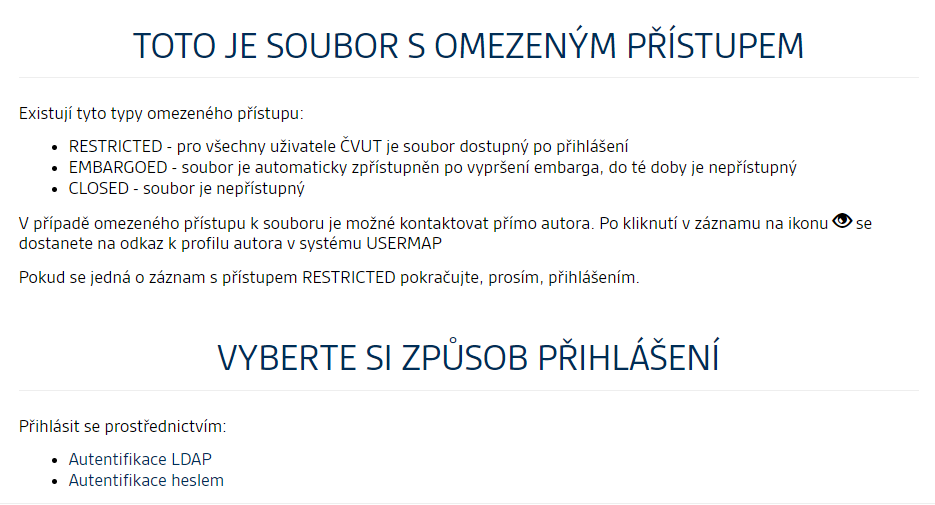 TOTO JE SOUBOR S OMEZENÝM PŘÍSTUPEM
Existují tyto typy omezeného přístupu:
• RESTRICTED - pro všechny uživatele ČVUT je soubor dostupný po přihlášení
• EMBARGOED - soubor je automaticky zpřístupněn po vypršení embarga, do té doby je nepřístupný
• CLOSED - soubor je nepřístupný
V případě omezeného přístupu k souboru je možné kontaktovat přímo autora. Po kliknutí v záznamu na ikonu se
dostanete na odkaz k profilu autora v systému USERMAP
Pokud se jedná o záznam s přístupem RESTRICTED pokračujte, prosím, přihlášením.
VYBERTE SI ZPŮSOB PŘIHLÁŠENÍ
Přihlásit se prostřednictvím:
• Autentifikace LDAP
• Autentifikace heslem